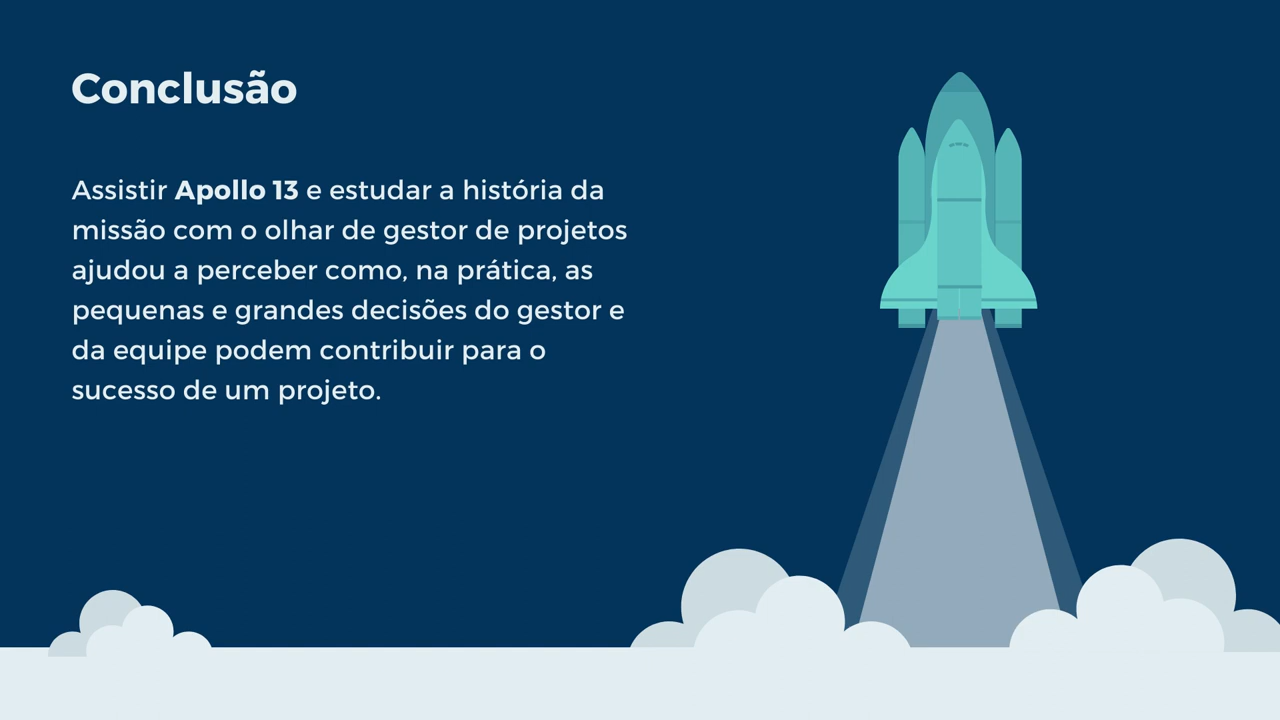 Conclusão
Assistir Apollo 13 e estudar a história da
missão com o olhar de gestor de projetos
ajudou a perceber como, na prática, as
pequenas e grandes decisões do gestor e
da equipe podem contribuir para o
sucesso de um projeto.